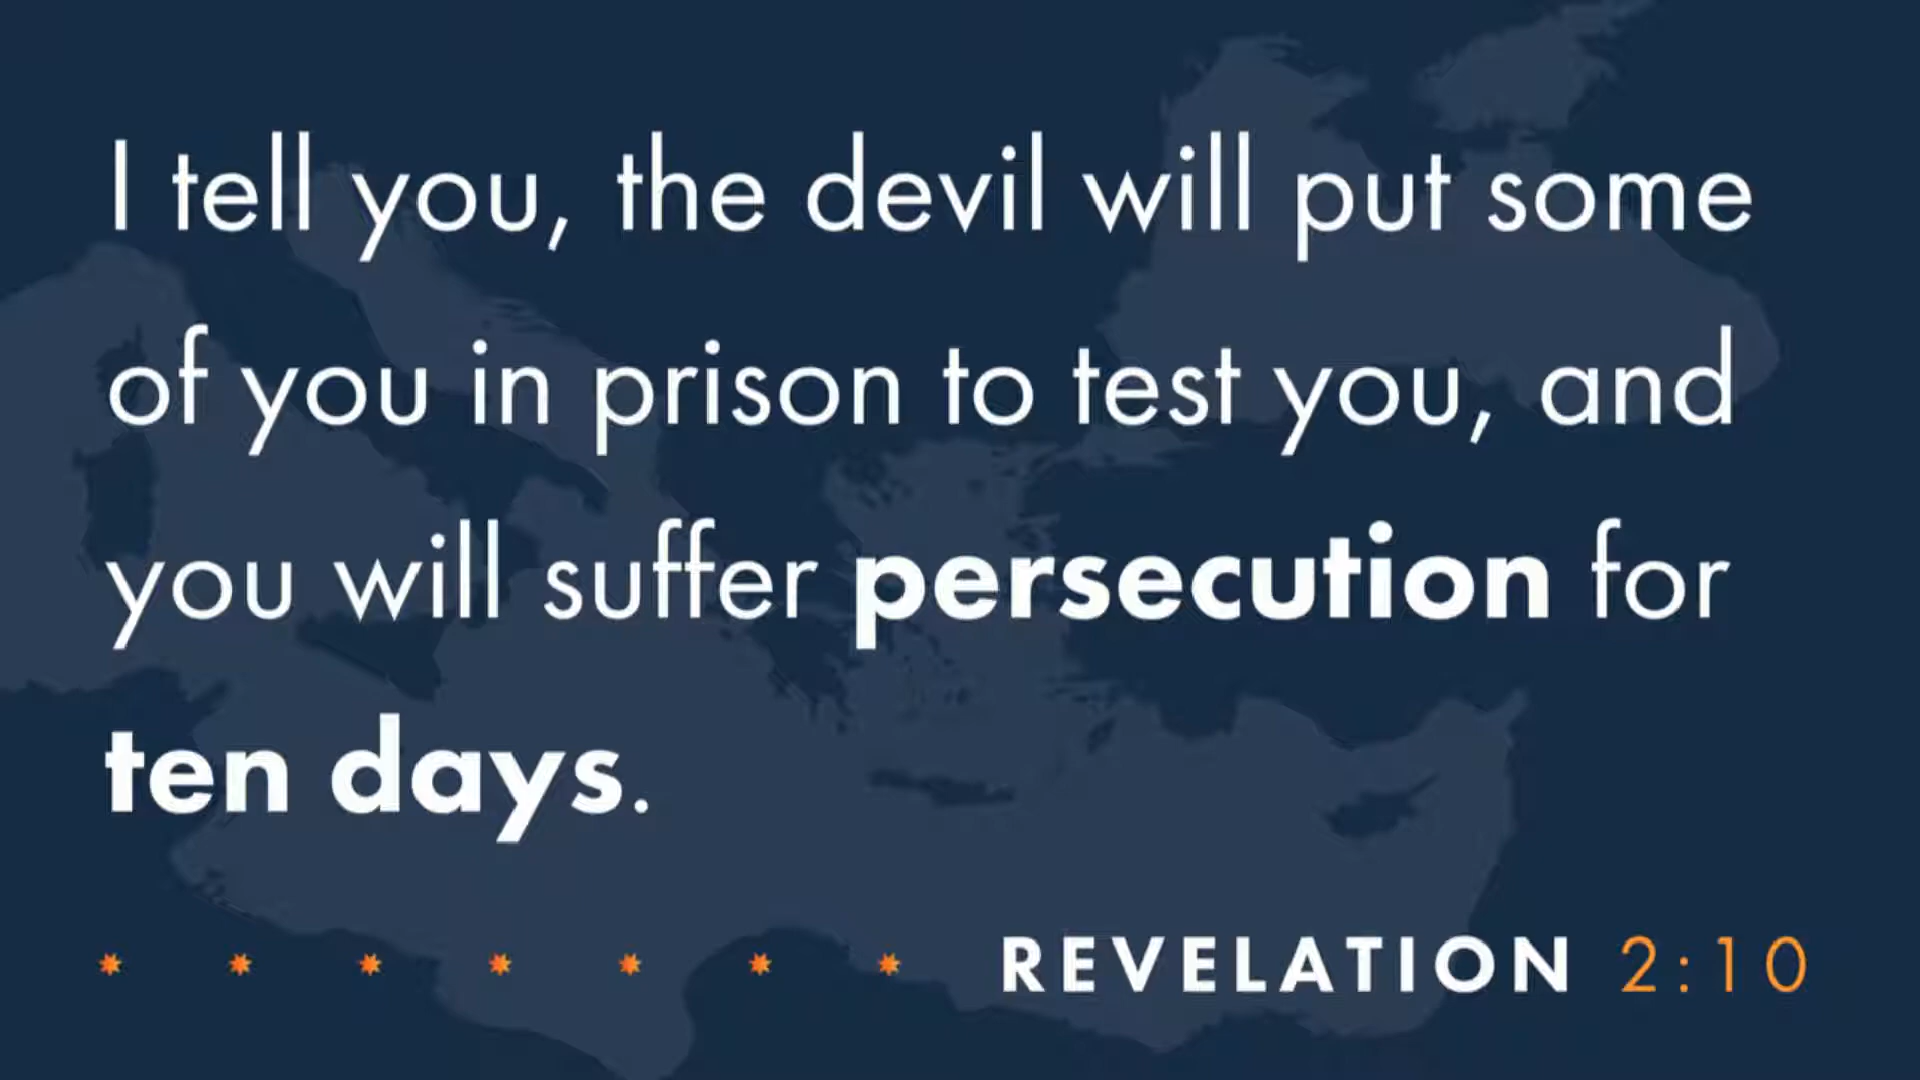 I tell you, the devil will put some
of you in prison to test you, and
you will suffer persecution for
ten days.
REVELATION 2:10